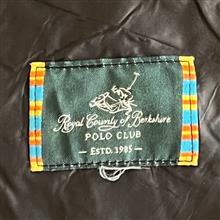 Royal County of Berkshire
POLO CLUB
ESTD. 1985